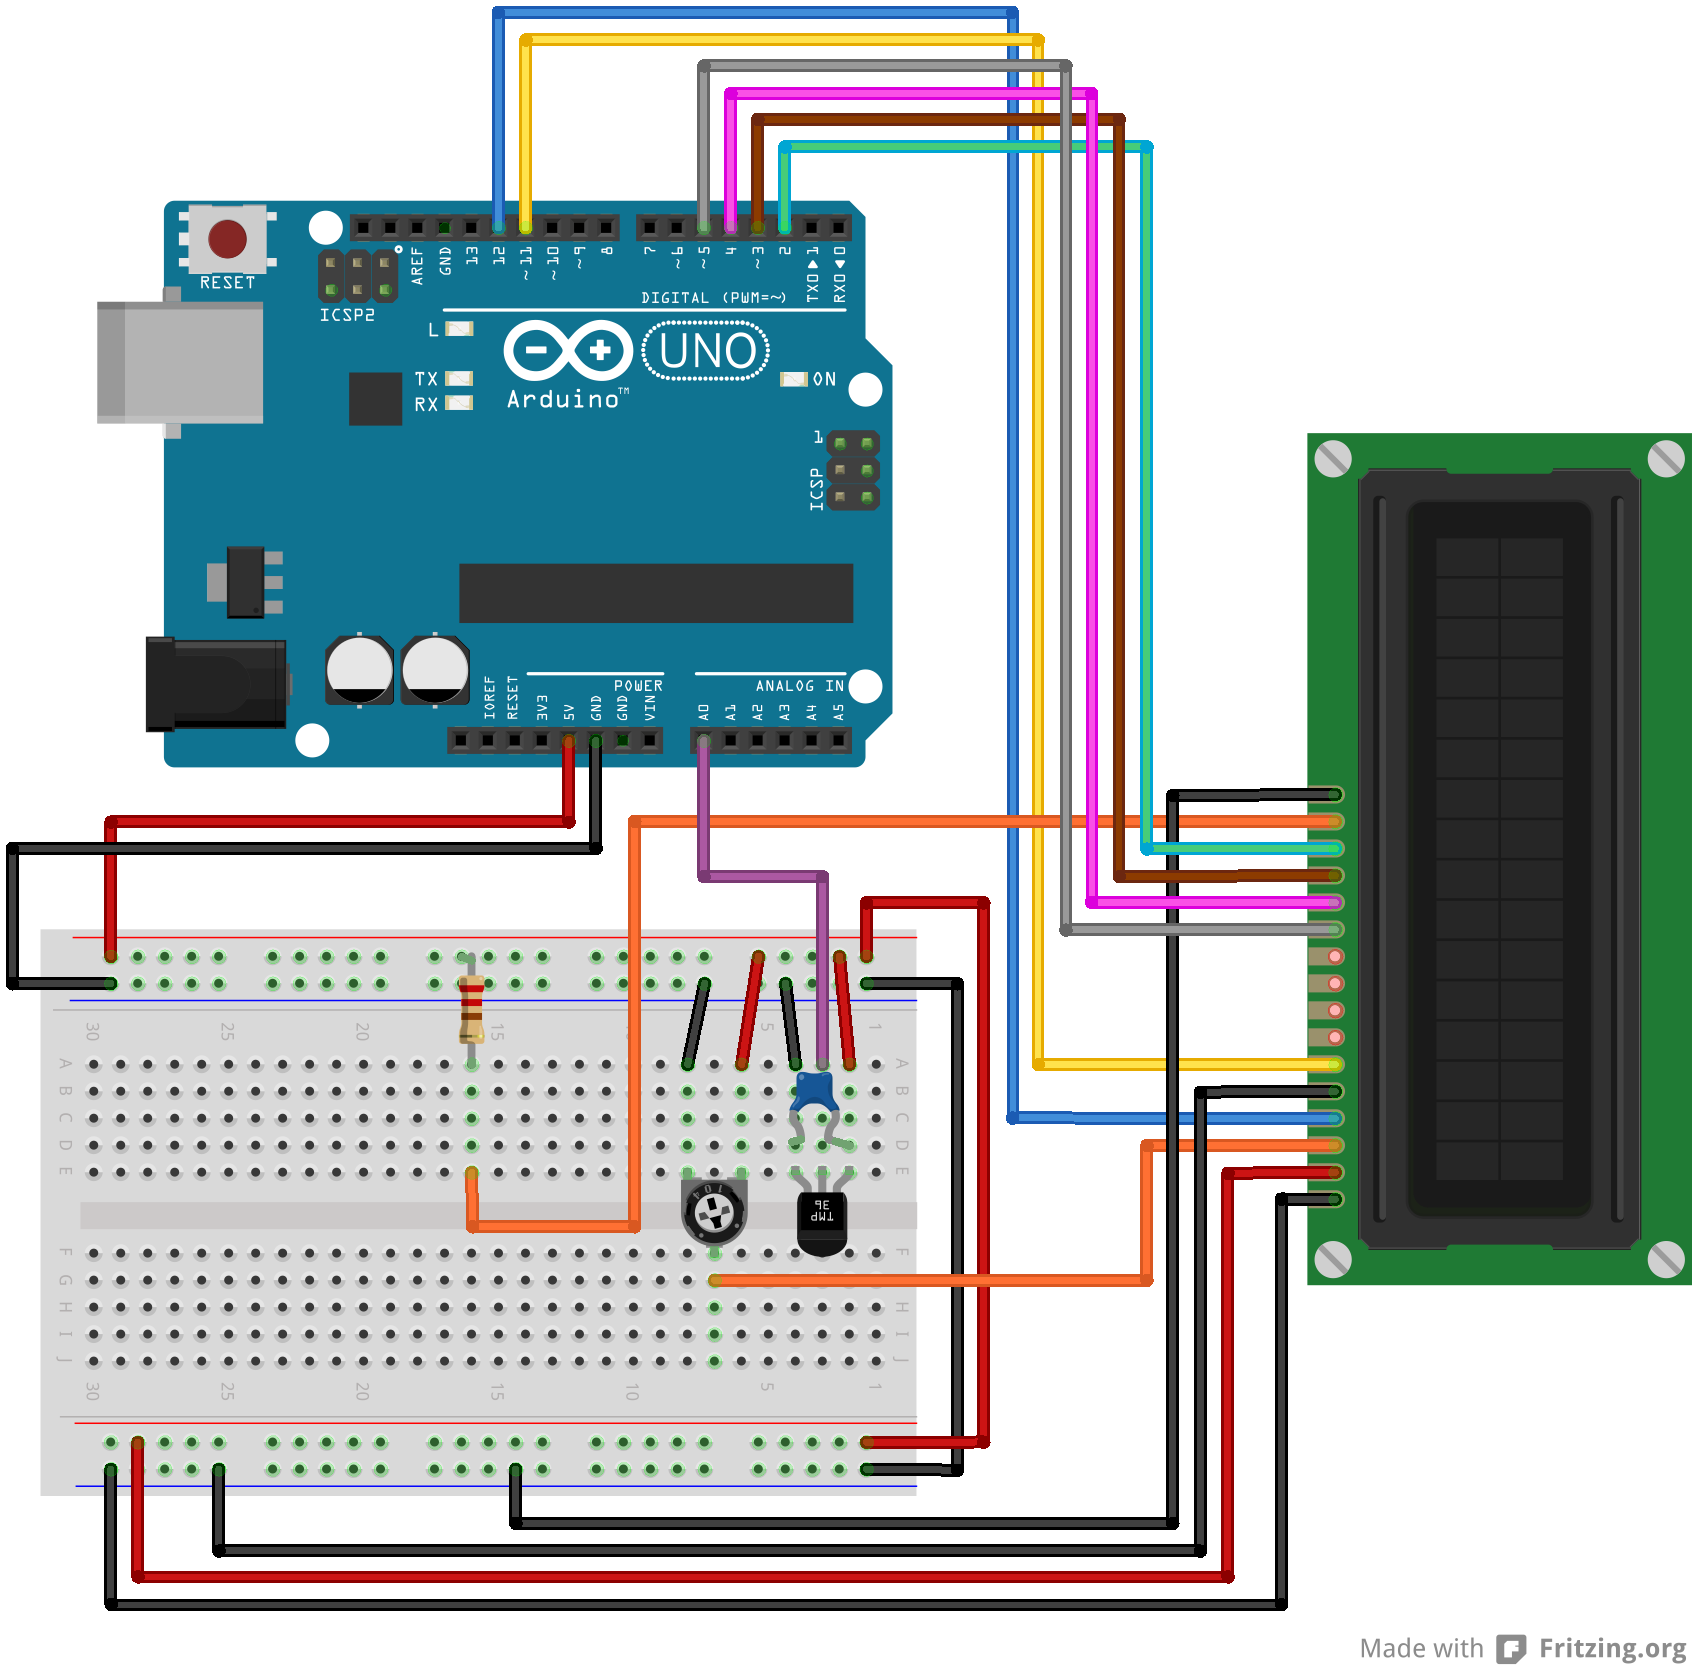 RESET
ICSP2
AREF
GND
13
12
~11
~10
~9
8
7
~6
~5
4
~3
2
TX0▶1
RX0◀0
DIGITAL (PWM=~)
L
TX
RX
Arduino™
UNO
ON
1
ICSP
IOREF
RESET
3V3
5V
GND
GND
VIN
POWER
A0
A1
A2
A3
A4
A5
ANALOG IN
30
25
20
15
5
1
A
B
C
D
E
A
B
C
D
E
104
TMP
36
F
G
H
I
J
F
H
I
J
30
25
20
15
10
5
1
Made with Fritzing.org